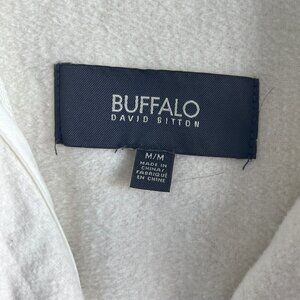 BUFFALO
DAVID BITTON
M/M
MADE IN
CHINA/
FABRIQUÉ
EN CHINE